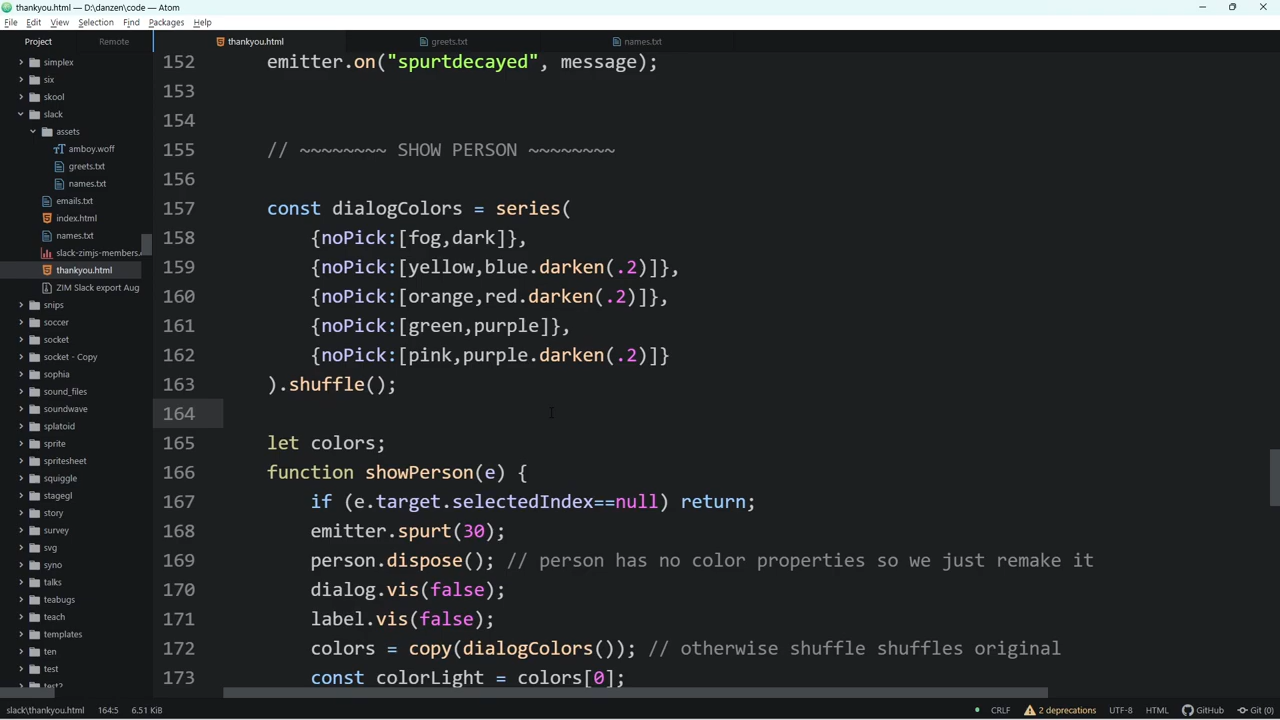 thankyou.html — D:\danzen\code — Atom
File Edit View Selection Find Packages Help
Project Remote
thankyou.html greets.txt names.txt
simplex
six
skool
slack
assets
amboy.woff
greets.txt
names.txt
emails.txt
index.html
names.txt
slack-zimjs-members.
thankyou.html
ZIM Slack export Aug
snips
soccer
socket
socket - Copy
sophia
sound_files
soundwave
splatoid
sprite
spritesheet
squiggle
stagegl
story
survey
svg
syno
talks
teabugs
teach
templates
ten
test
test2
152 emitter.on("spurtdecayed", message);
153
154
155 // ~~~~~~~~ SHOW PERSON ~~~~~~~~
156
157 const dialogColors = series(
158 {noPick:[fog,dark]},
159 {noPick:[yellow,blue.darken(.2)]},
160 {noPick:[orange,red.darken(.2)]},
161 {noPick:[green,purple]},
162 {noPick:[pink,purple.darken(.2)]}
163 ).shuffle();
164
165 let colors;
166 function showPerson(e) {
167 if (e.target.selectedIndex==null) return;
168 emitter.spurt(30);
169 person.dispose(); // person has no color properties so we just remake it
170 dialog.vis(false);
171 label.vis(false);
172 colors = copy(dialogColors()); // otherwise shuffle shuffles original
173 const colorLight = colors[0];
slack\thankyou.html 164:5 6.51 KiB CRLF 2 deprecations UTF-8 HTML GitHub Git (0)